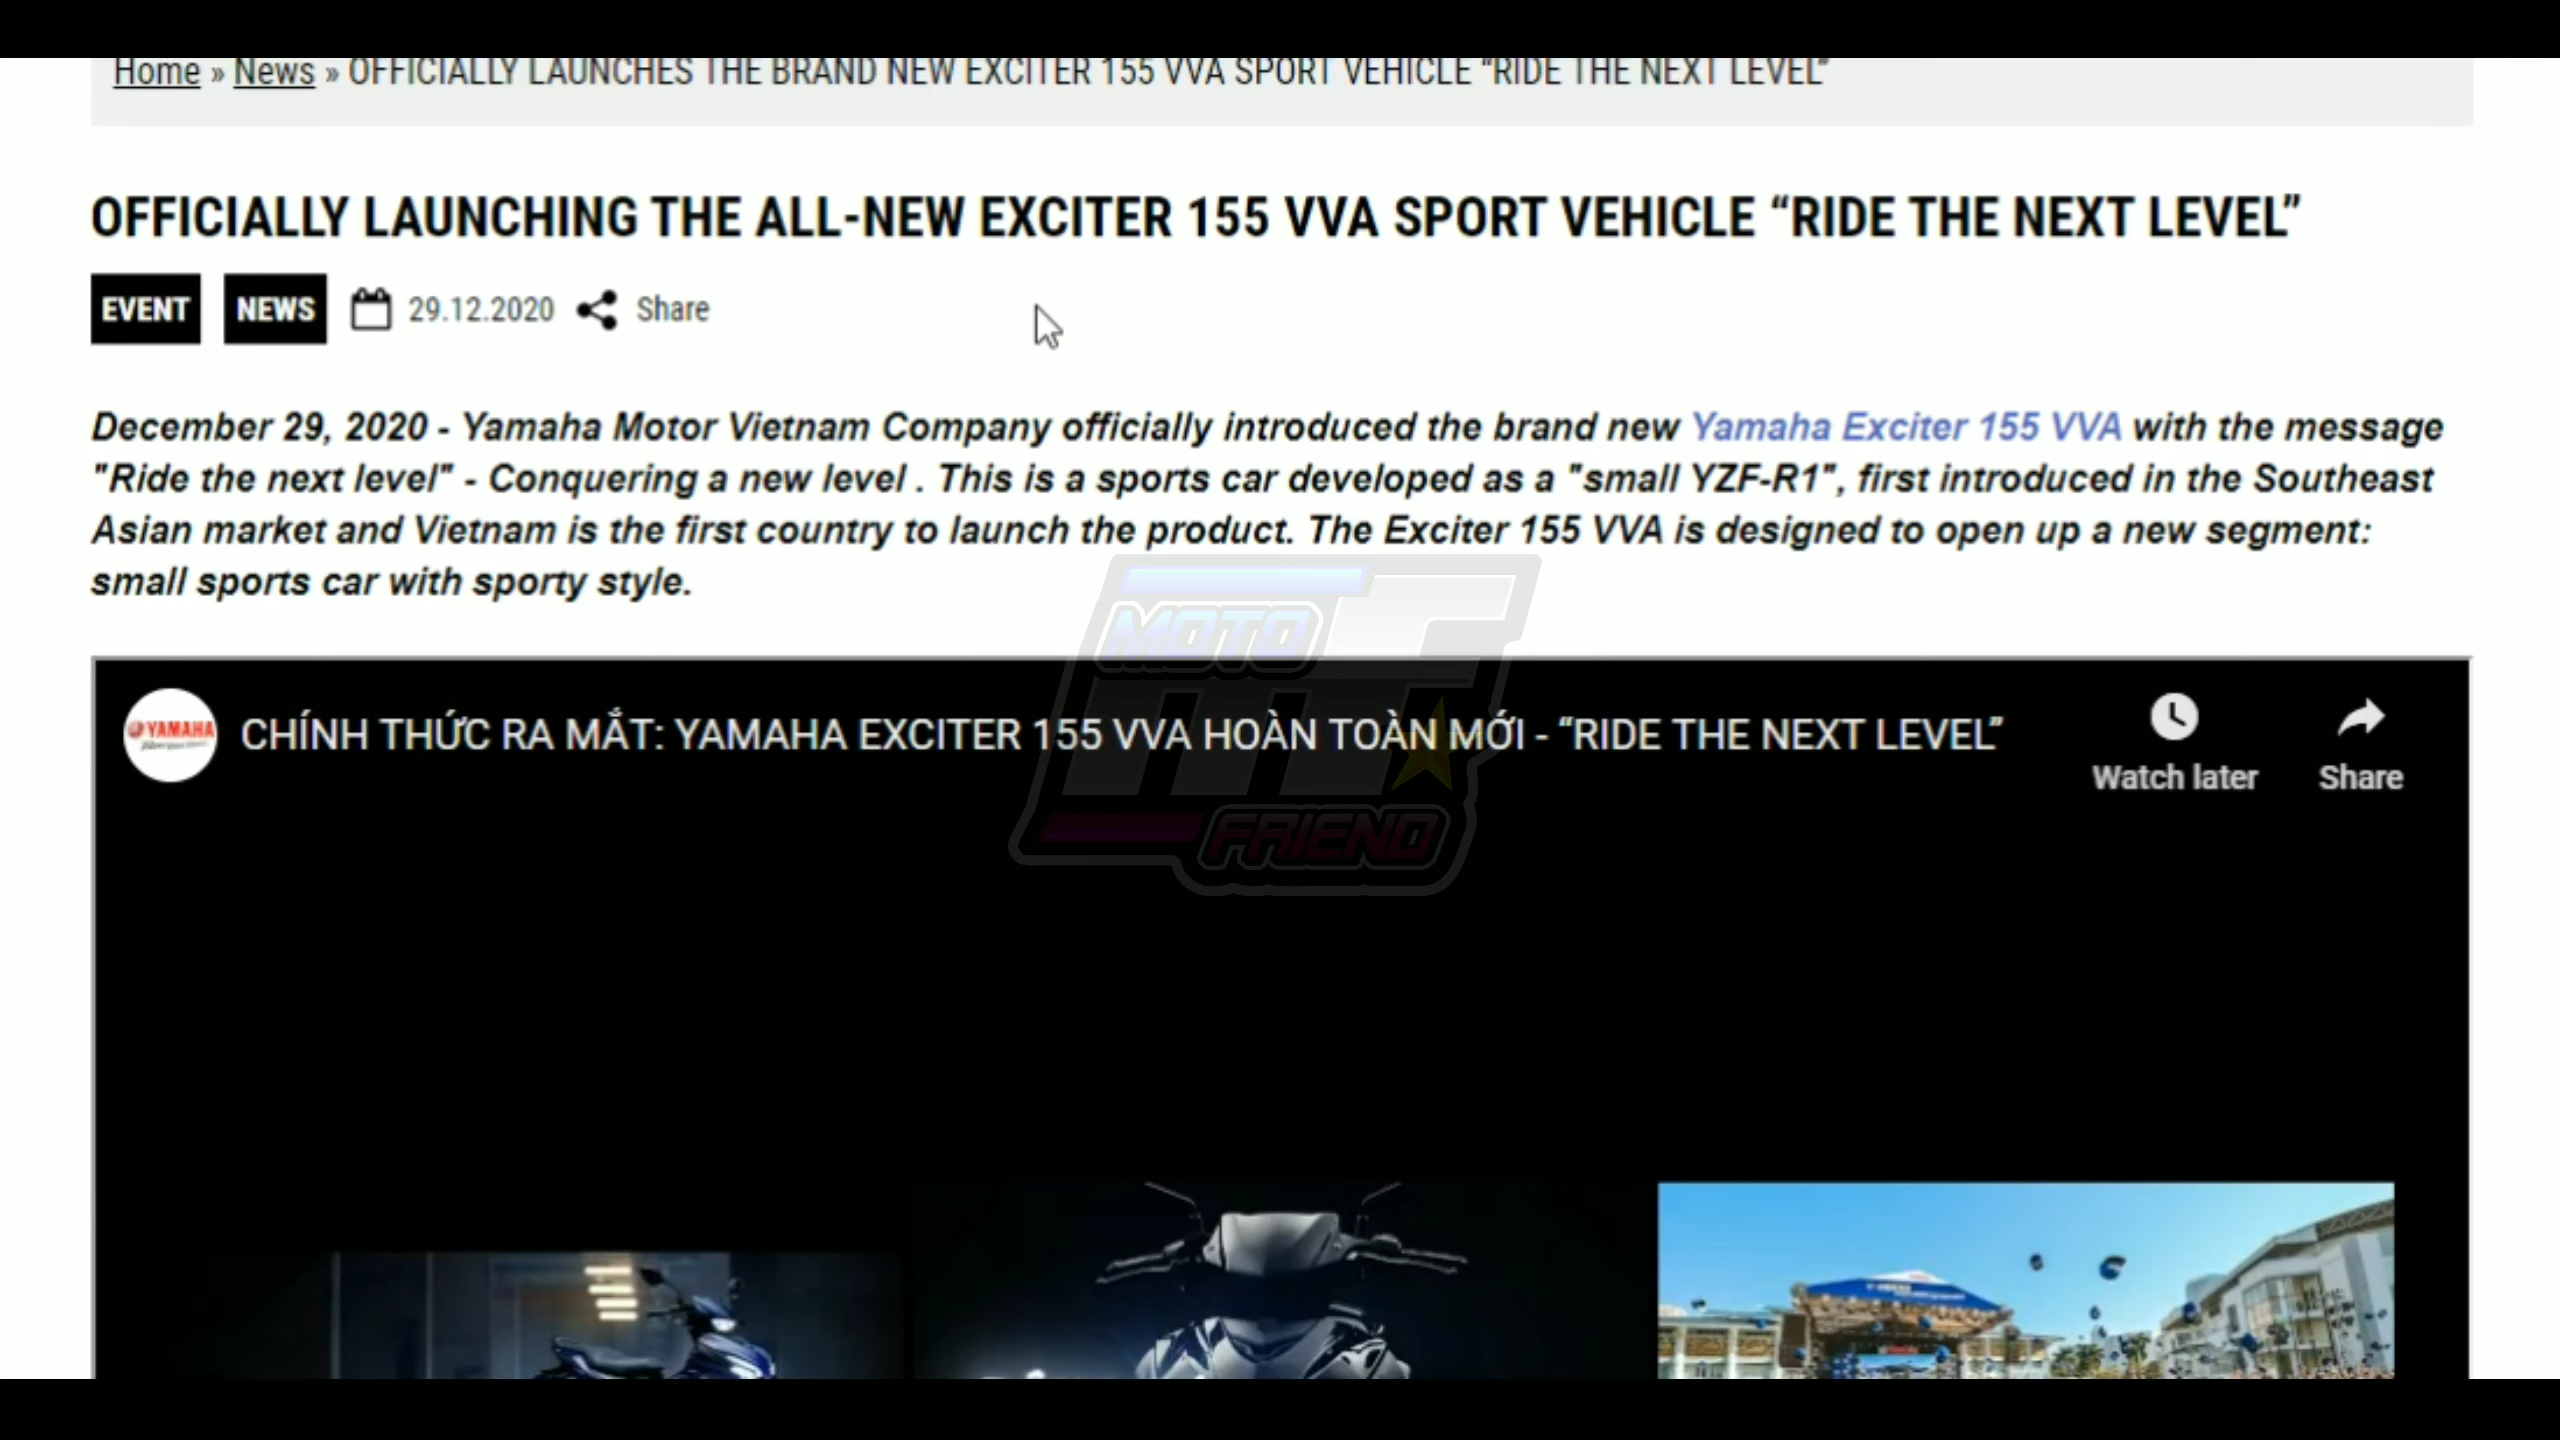 Home » News » OFFICIALLY LAUNCHES THE BRAND NEW EXCITER 155 VVA SPORT VEHICLE “RIDE THE NEXT LEVEL”
OFFICIALLY LAUNCHING THE ALL-NEW EXCITER 155 VVA SPORT VEHICLE “RIDE THE NEXT LEVEL”
EVENT NEWS 29.12.2020 Share
December 29, 2020 - Yamaha Motor Vietnam Company officially introduced the brand new Yamaha Exciter 155 VVA with the message
"Ride the next level" - Conquering a new level . This is a sports car developed as a "small YZF-R1", first introduced in the Southeast
Asian market and Vietnam is the first country to launch the product. The Exciter 155 VVA is designed to open up a new segment:
small sports car with sporty style.
MOTO
YAMAHA CHÍNH THỨC RA MẮT: YAMAHA EXCITER 155 VVA HOÀN TOÀN MỚI - “RIDE THE NEXT LEVEL”
Watch later Share
FRIEND